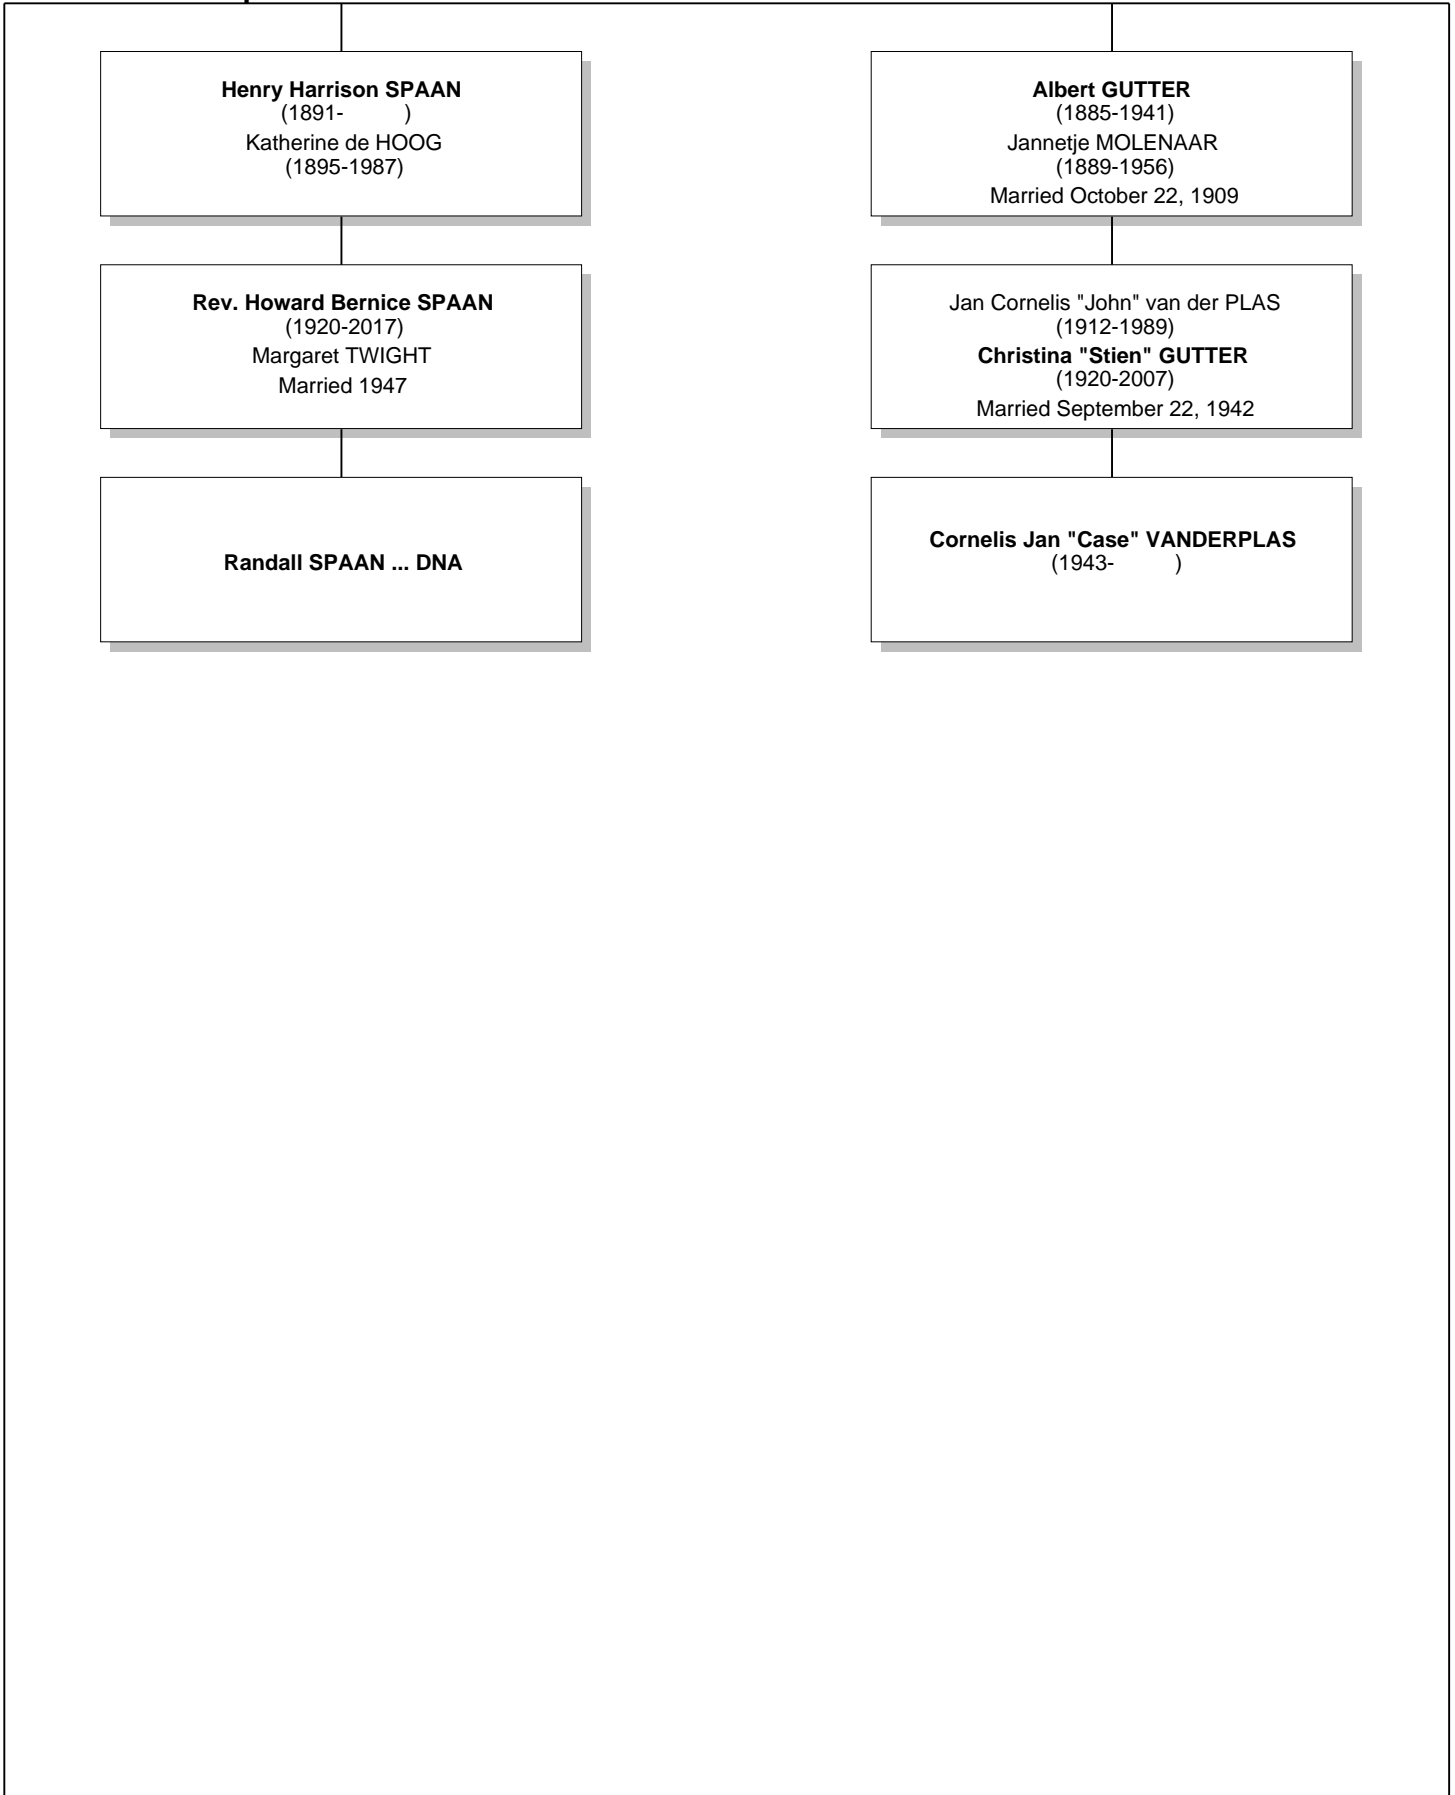 Henry Harrison SPAAN
(1891-          )
Katherine de HOOG
(1895-1987)
Albert GUTTER
(1885-1941)
Jannetje MOLENAAR
(1889-1956)
Married October 22, 1909
Rev. Howard Bernice SPAAN
(1920-2017)
Margaret TWIGHT
Married 1947
Jan Cornelis "John" van der PLAS
(1912-1989)
Christina "Stien" GUTTER
(1920-2007)
Married September 22, 1942
Randall SPAAN ... DNA
Cornelis Jan "Case" VANDERPLAS
(1943-          )